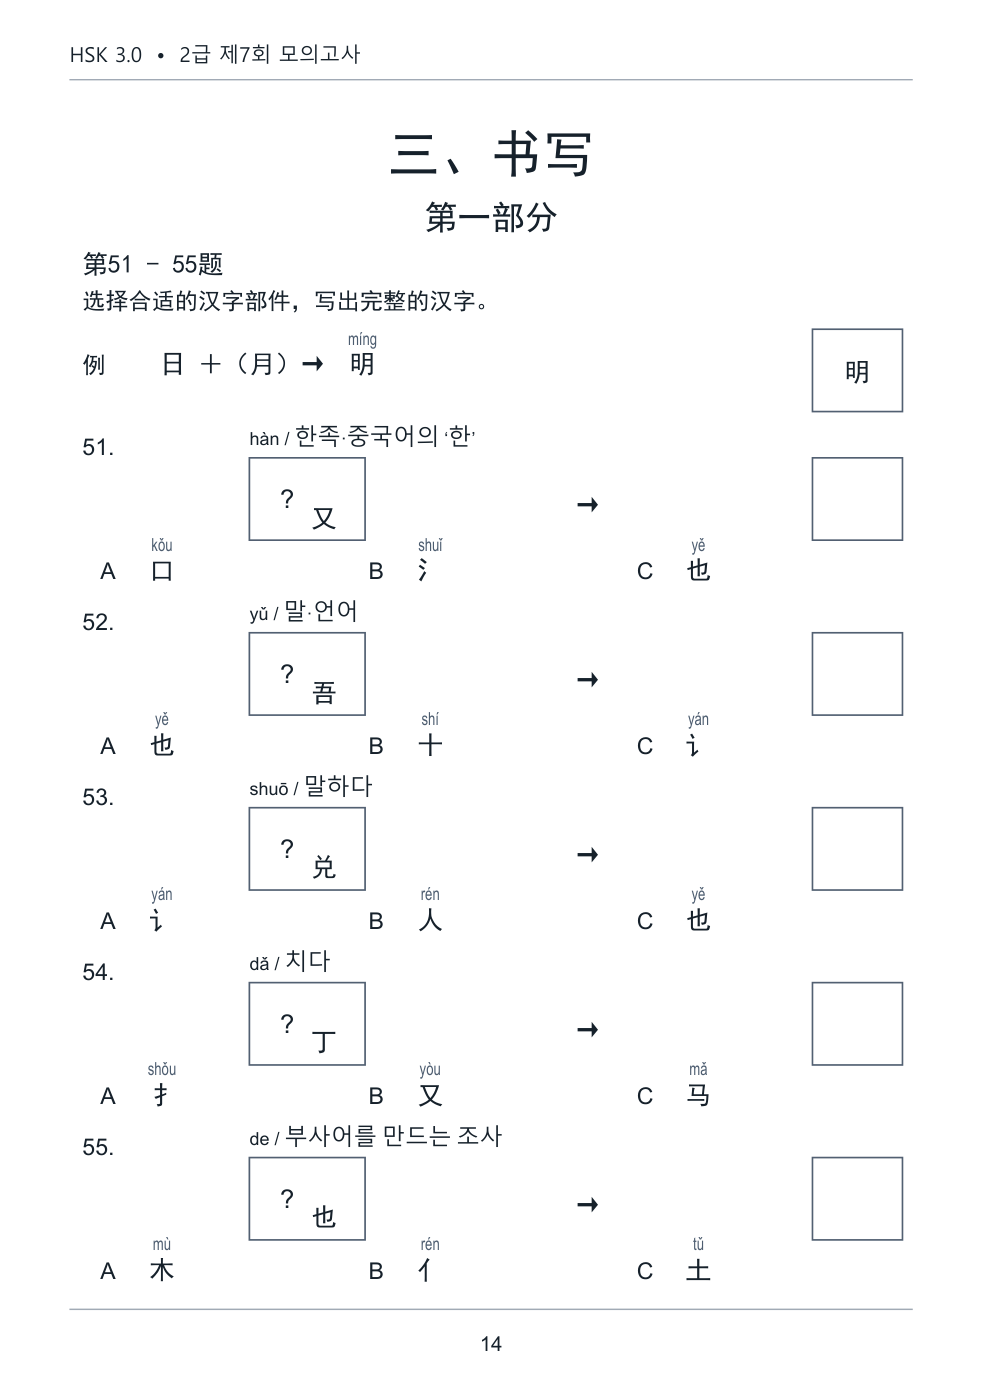 HSK 3.0 • 2급 제7회 모의고사
三、书写
第一部分
第51 － 55题
选择合适的汉字部件，写出完整的汉字。
míng
例 日 ＋（月）➞ 明
明
51. hàn / 한족·중국어의 ‘한’
? 又 ➞
kǒu shuǐ yě
A 口 B 氵 C 也
52. yǔ / 말·언어
? 吾 ➞
yě shí yán
A 也 B 十 C 讠
53. shuō / 말하다
? 兑 ➞
yán rén yě
A 讠 B 人 C 也
54. dǎ / 치다
? 丁 ➞
shǒu yòu mǎ
A 扌 B 又 C 马
55. de / 부사어를 만드는 조사
? 也 ➞
mù rén tǔ
A 木 B 亻 C 土
14